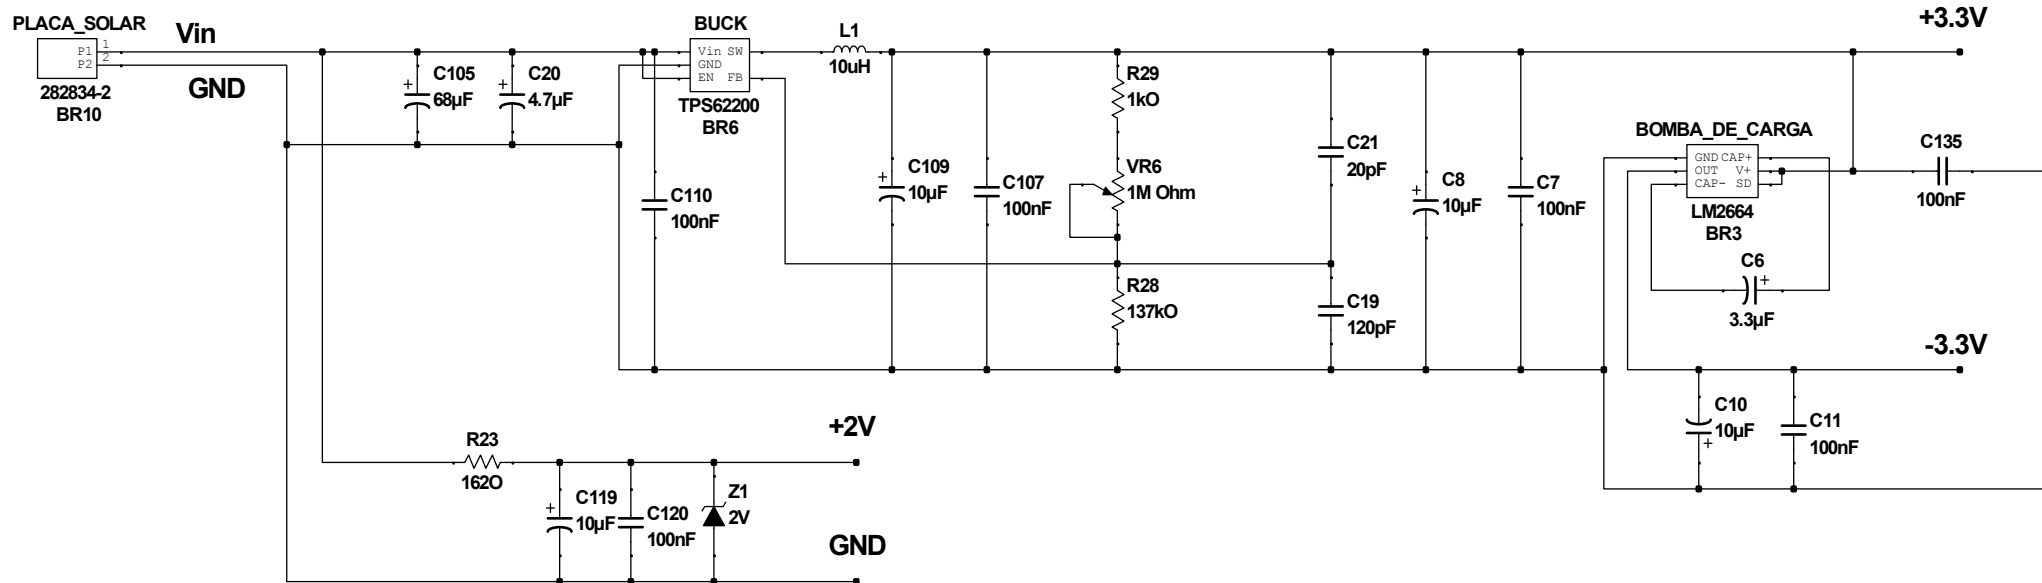 PLACA_SOLAR
P1 1
P2 2
282834-2
BR10
Vin
GND
C105
68µF
C20
4.7µF
BUCK
Vin SW
GND
EN FB
TPS62200
BR6
C110
100nF
L1
10uH
C109
10µF
C107
100nF
R29
1kO
VR6
1M Ohm
R28
137kO
C21
20pF
C19
120pF
C8
10µF
C7
100nF
+3.3V
BOMBA_DE_CARGA
GND CAP+
OUT V+
CAP- SD
LM2664
BR3
C135
100nF
C6
+
3.3µF
-3.3V
C10
10µF
C11
100nF
+2V
R23
162O
C119
10µF
C120
100nF
Z1
2V
GND